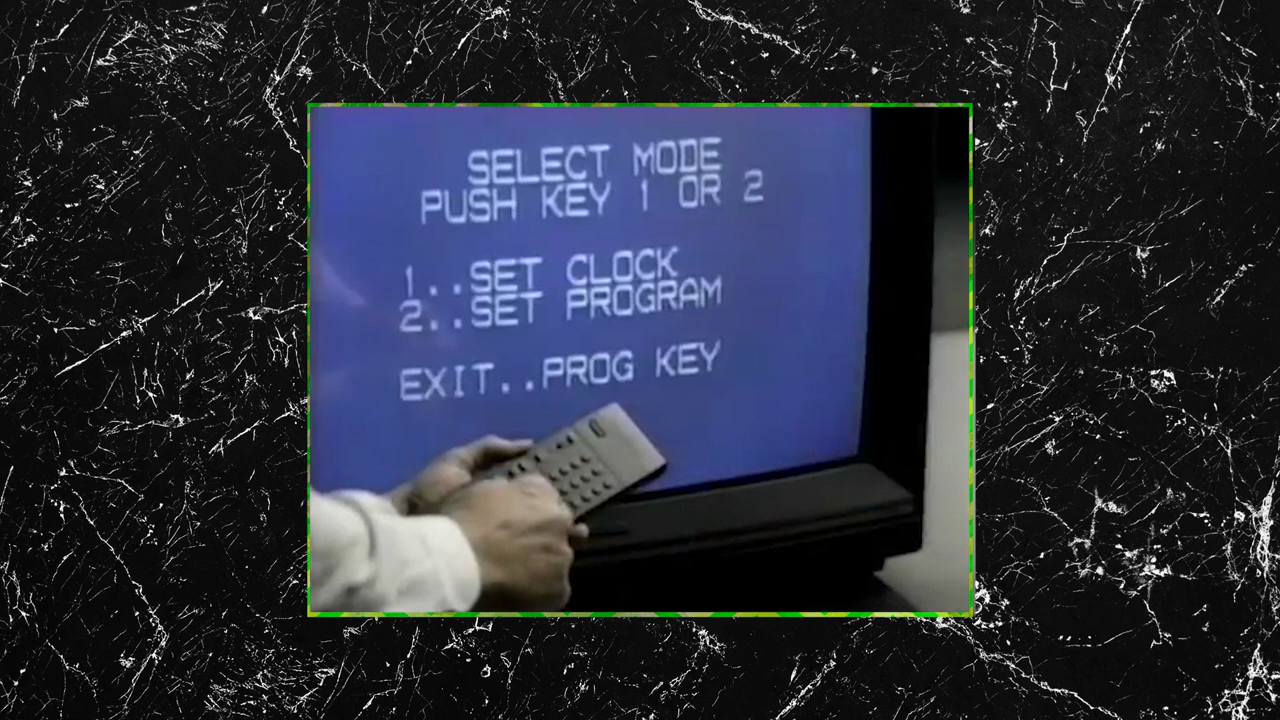 SELECT MODE
PUSH KEY 1 OR 2
1..SET CLOCK
2..SET PROGRAM
EXIT..PROG KEY